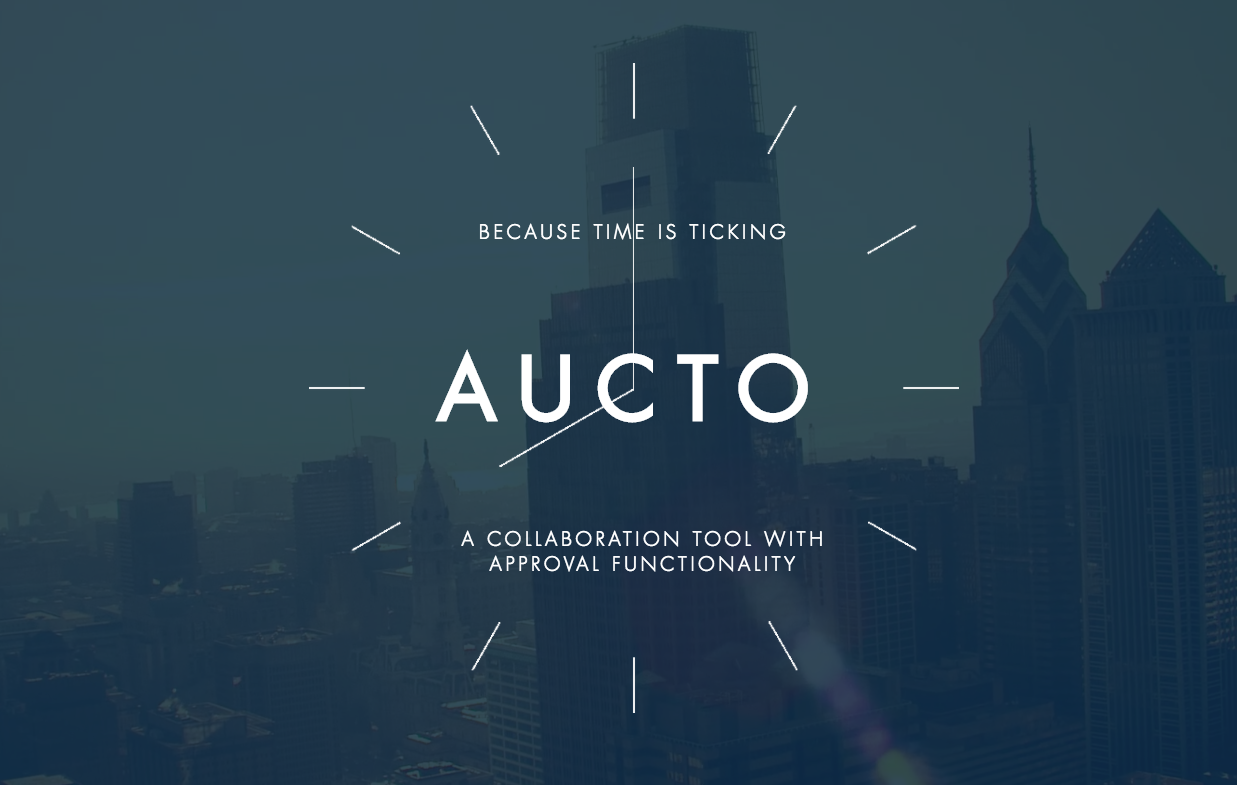 BECAUSE TIME IS TICKING
AUCTO
A COLLABORATION TOOL WITH
APPROVAL FUNCTIONALITY